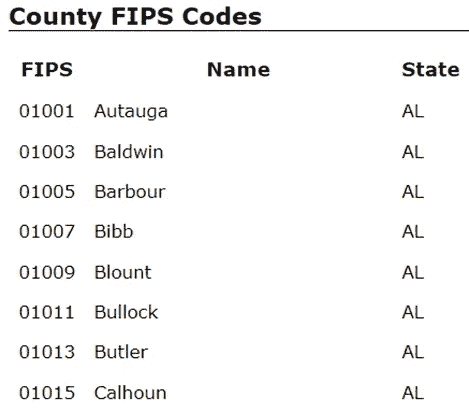 County FIPS Codes
FIPS Name State
01001 Autauga AL
01003 Baldwin AL
01005 Barbour AL
01007 Bibb AL
01009 Blount AL
01011 Bullock AL
01013 Butler AL
01015 Calhoun AL